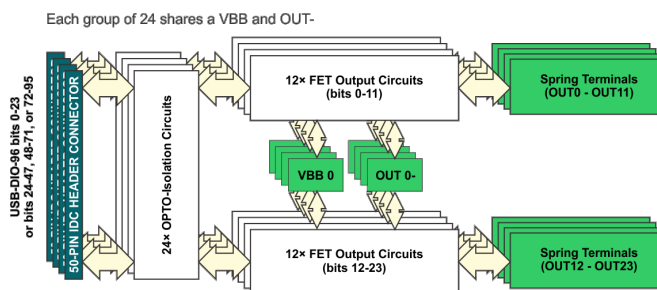 Each group of 24 shares a VBB and OUT-
USB-DIO-96 bits 0-23
or bits 24-47, 48-71, or 72-95
50-PIN IDC HEADER CONNECTOR
24× OPTO-Isolation Circuits
12× FET Output Circuits
(bits 0-11)
Spring Terminals
(OUT0 - OUT11)
VBB 0
OUT 0-
12× FET Output Circuits
(bits 12-23)
Spring Terminals
(OUT12 - OUT23)